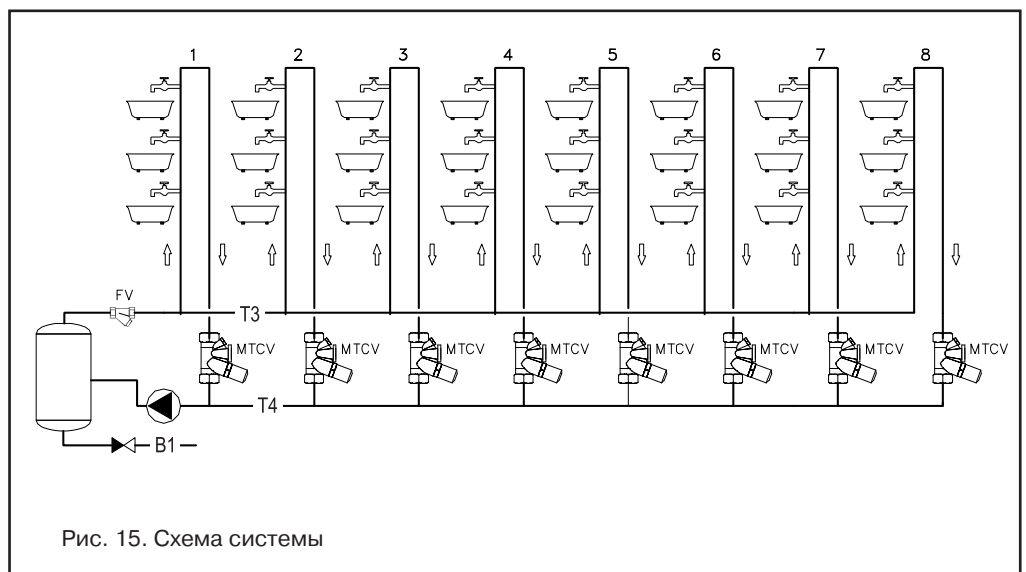 1 2 3 4 5 6 7 8
FV
T3
MTCV MTCV MTCV MTCV MTCV MTCV MTCV MTCV
T4
B1
Рис. 15. Схема системы